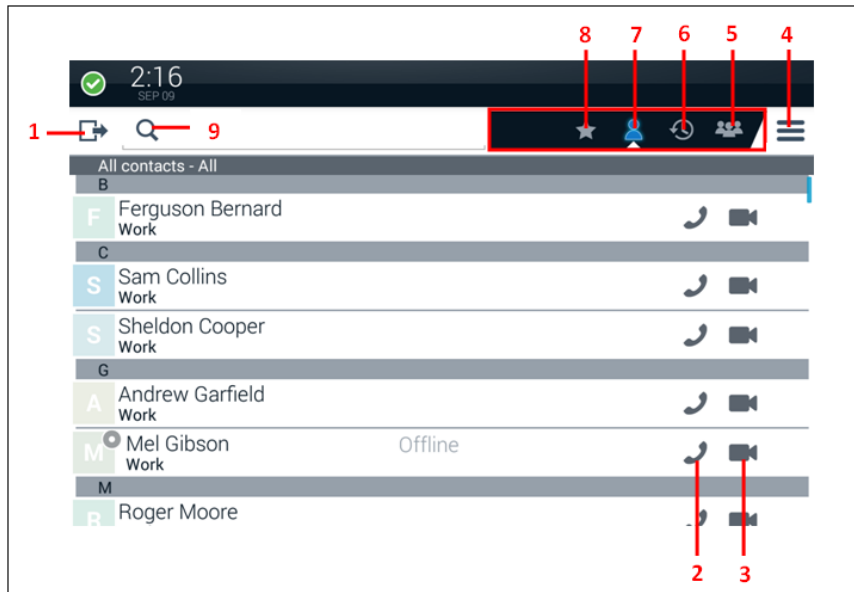 8 7 6 5 4
2:16
SEP 09
1 9
All contacts - All
B
F Ferguson Bernard
Work
C
S Sam Collins
Work
S Sheldon Cooper
Work
G
A Andrew Garfield
Work
M Mel Gibson Offline
Work
M
R Roger Moore
2 3